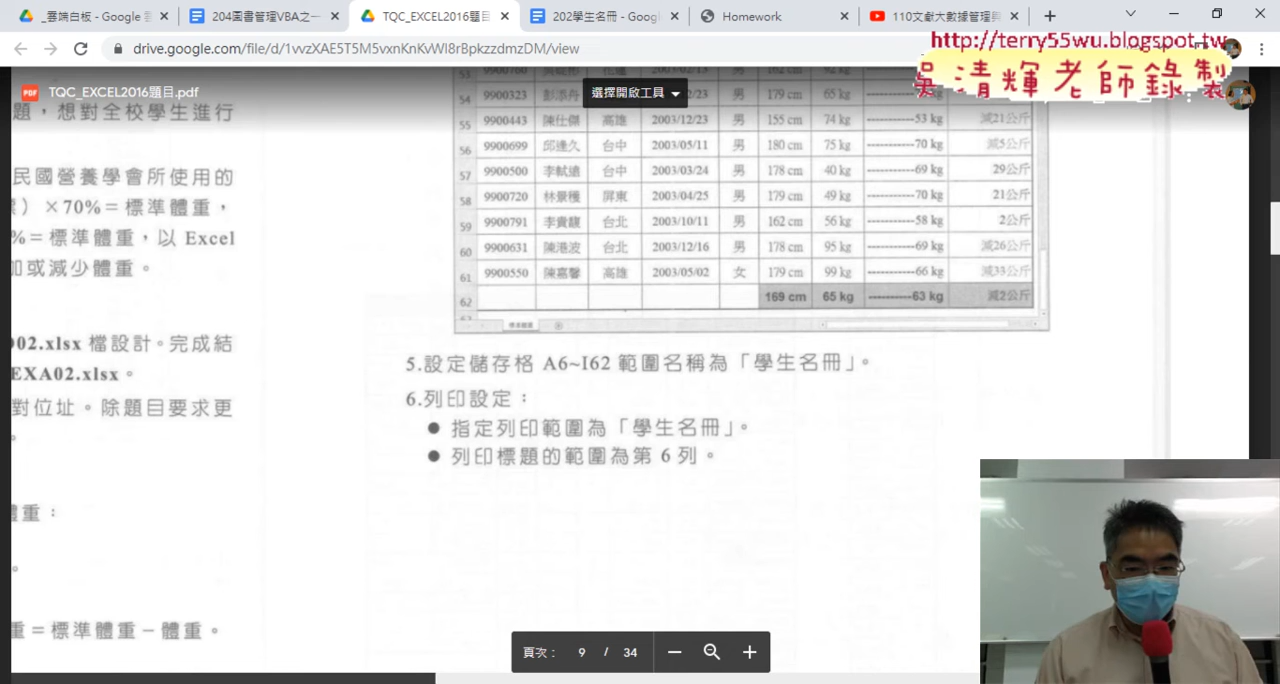 _雲端白板 - Google 雲
204圖書管理VBA之一
TQC_EXCEL2016題目
202學生名冊 - Goog
Homework
110文獻大數據管理與
drive.google.com/file/d/1vvzXAE5T5M5vxnKnKvWl8rBpkzzdmzDM/view
http://terry55wu.blogspot.tw
吳清輝老師錄製
PDF TQC_EXCEL2016題目.pdf
選擇開啟工具
題，想對全校學生進行
民國營養學會所使用的
×70%＝標準體重，
%＝標準體重，以 Excel
加或減少體重。
02.xlsx 檔設計。完成結
EXA02.xlsx。
對位址。除題目要求更
體重：
重＝標準體重－體重。
54 9900323 男 179 cm 65 kg
55 9900443 陳仕傑 高雄 2003/12/23 男 155 cm 74 kg ----------53 kg 減21公斤
56 9900699 邱達久 台中 2003/05/11 男 180 cm 75 kg ----------70 kg 減5公斤
57 9900500 李軾遠 台中 2003/03/24 男 178 cm 40 kg ----------69 kg 29公斤
58 9900720 林景穫 屏東 2003/04/25 男 179 cm 49 kg ----------70 kg 21公斤
59 9900791 李貴馥 台北 2003/10/11 男 162 cm 56 kg ----------58 kg 2公斤
60 9900631 陳港波 台北 2003/12/16 男 178 cm 95 kg ----------69 kg 減26公斤
61 9900550 陳嘉馨 高雄 2003/05/02 女 179 cm 99 kg ----------66 kg 減33公斤
62 169 cm 65 kg ----------63 kg 減2公斤
5.設定儲存格 A6~I62 範圍名稱為「學生名冊」。
6.列印設定：
● 指定列印範圍為「學生名冊」。
● 列印標題的範圍為第 6 列。
頁次： 9 / 34